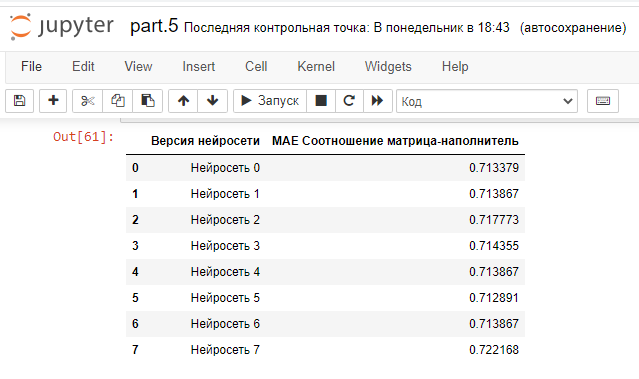 jupyter part.5 Последняя контрольная точка: В понедельник в 18:43 (автосохранение)
File Edit View Insert Cell Kernel Widgets Help
Запуск Код
Out[61]:
Версия нейросети MAE Соотношение матрица-наполнитель
0 Нейросеть 0 0.713379
1 Нейросеть 1 0.713867
2 Нейросеть 2 0.717773
3 Нейросеть 3 0.714355
4 Нейросеть 4 0.713867
5 Нейросеть 5 0.712891
6 Нейросеть 6 0.713867
7 Нейросеть 7 0.722168